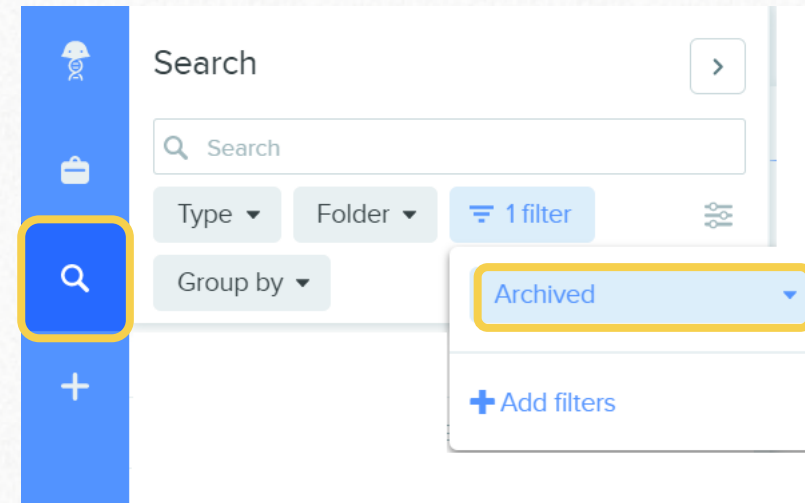 Search
Search
Type
Folder
1 filter
Group by
Archived
Add filters